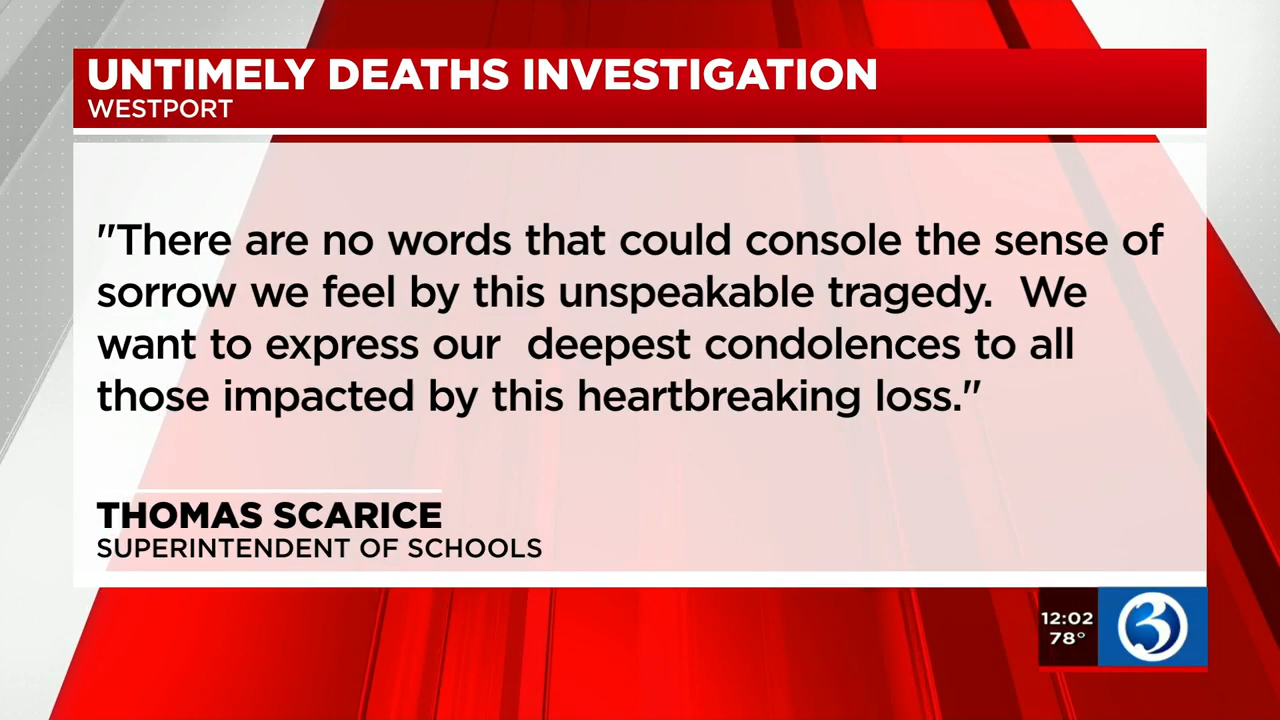 UNTIMELY DEATHS INVESTIGATION
WESTPORT
"There are no words that could console the sense of
sorrow we feel by this unspeakable tragedy.  We
want to express our  deepest condolences to all
those impacted by this heartbreaking loss."
THOMAS SCARICE
SUPERINTENDENT OF SCHOOLS
12:02
78°
3